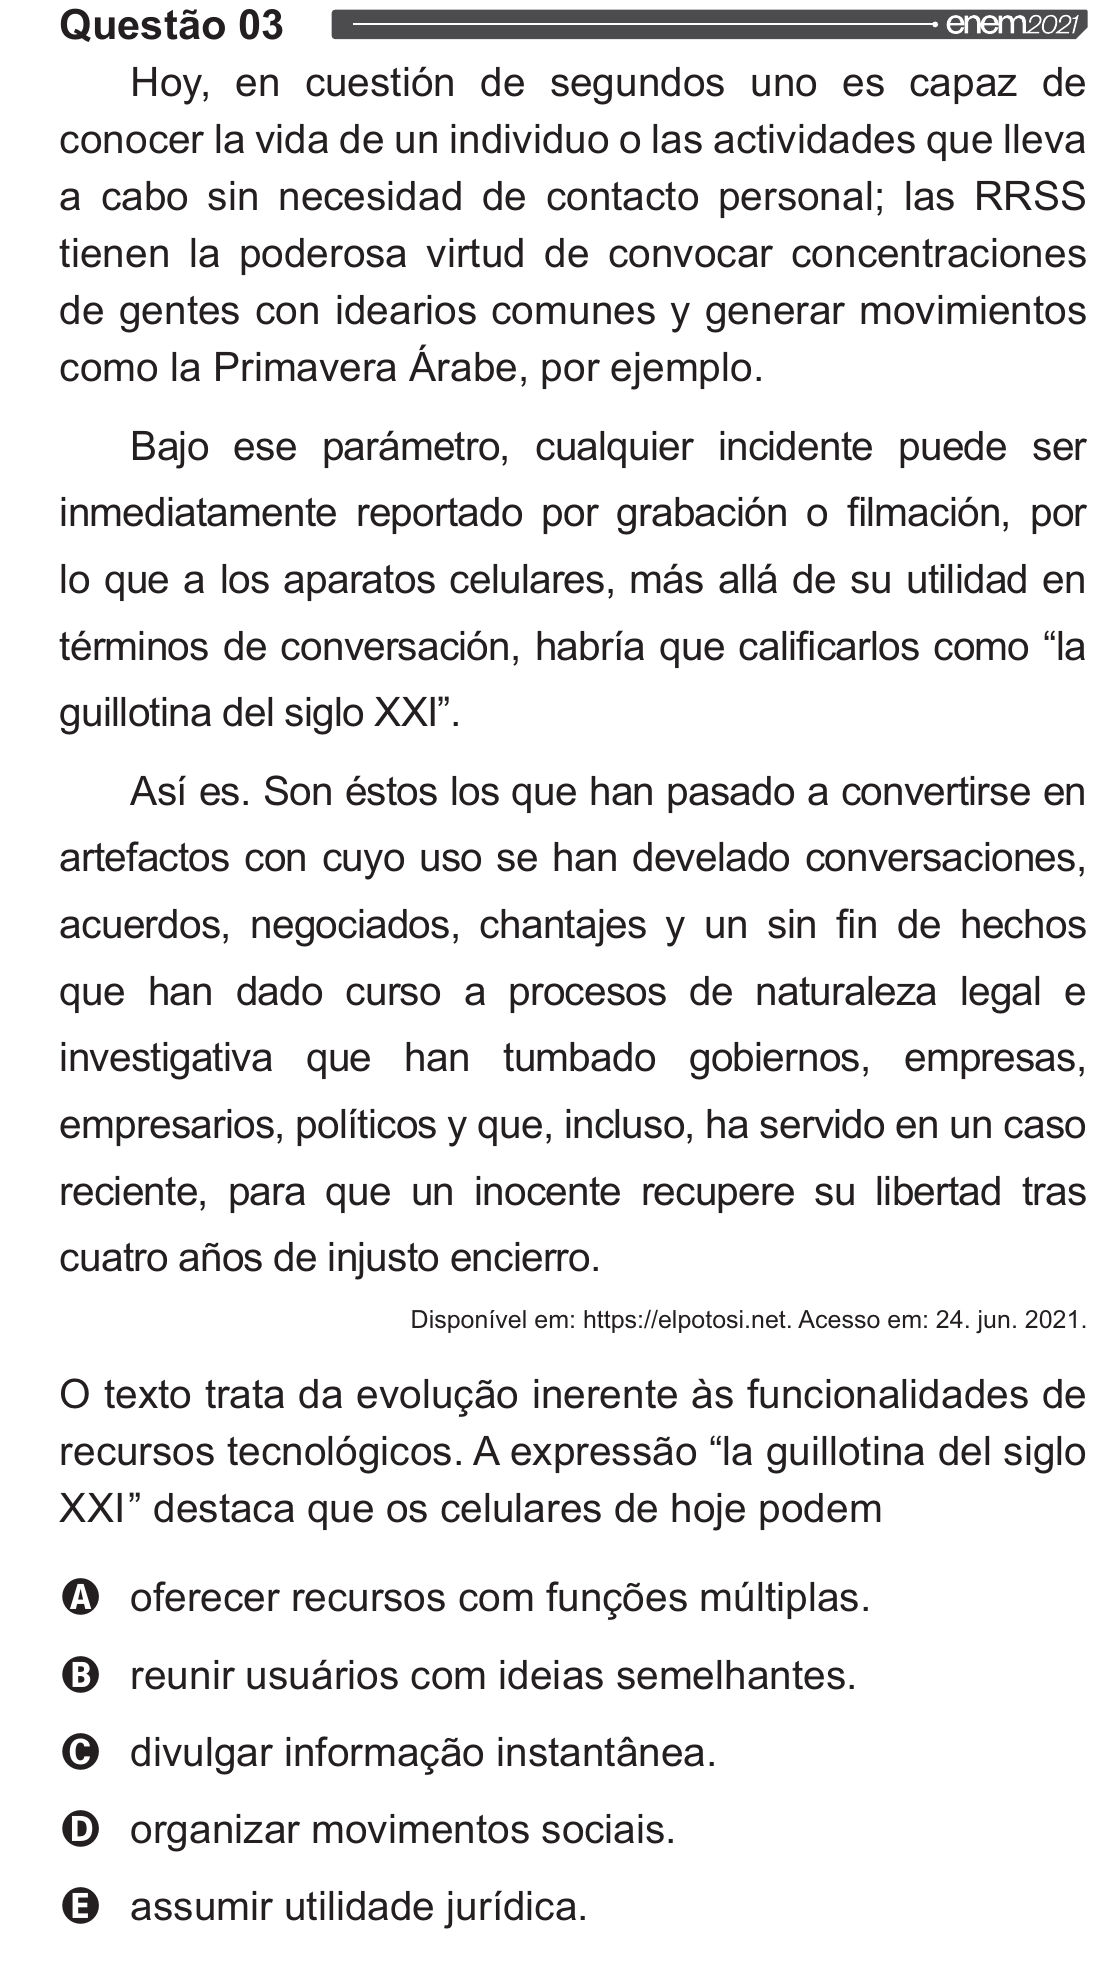 Questão 03
enem2021
Hoy, en cuestión de segundos uno es capaz de
conocer la vida de un individuo o las actividades que lleva
a cabo sin necesidad de contacto personal; las RRSS
tienen la poderosa virtud de convocar concentraciones
de gentes con idearios comunes y generar movimientos
como la Primavera Árabe, por ejemplo.
Bajo ese parámetro, cualquier incidente puede ser
inmediatamente reportado por grabación o filmación, por
lo que a los aparatos celulares, más allá de su utilidad en
términos de conversación, habría que calificarlos como “la
guillotina del siglo XXI”.
Así es. Son éstos los que han pasado a convertirse en
artefactos con cuyo uso se han develado conversaciones,
acuerdos, negociados, chantajes y un sin fin de hechos
que han dado curso a procesos de naturaleza legal e
investigativa que han tumbado gobiernos, empresas,
empresarios, políticos y que, incluso, ha servido en un caso
reciente, para que un inocente recupere su libertad tras
cuatro años de injusto encierro.
Disponível em: https://elpotosi.net. Acesso em: 24. jun. 2021.
O texto trata da evolução inerente às funcionalidades de
recursos tecnológicos. A expressão “la guillotina del siglo
XXI” destaca que os celulares de hoje podem
A oferecer recursos com funções múltiplas.
B reunir usuários com ideias semelhantes.
C divulgar informação instantânea.
D organizar movimentos sociais.
E assumir utilidade jurídica.